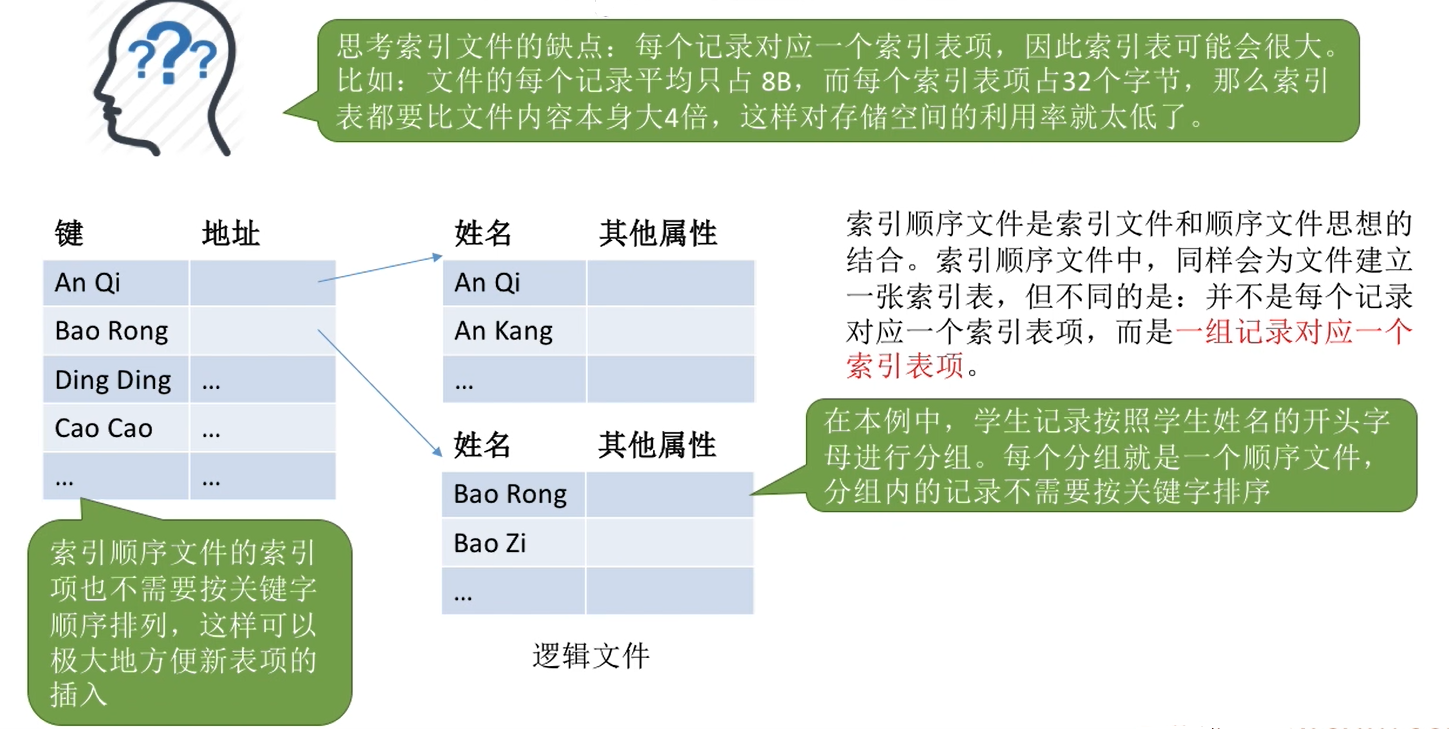 ???
思考索引文件的缺点：每个记录对应一个索引表项，因此索引表可能会很大。
比如：文件的每个记录平均只占 8B，而每个索引表项占32个字节，那么索引
表都要比文件内容本身大4倍，这样对存储空间的利用率就太低了。
键 地址
An Qi
Bao Rong
Ding Ding ...
Cao Cao ...
... ...
姓名 其他属性
An Qi
An Kang
...
姓名 其他属性
Bao Rong
Bao Zi
...
逻辑文件
索引顺序文件是索引文件和顺序文件思想的
结合。索引顺序文件中，同样会为文件建立
一张索引表，但不同的是：并不是每个记录
对应一个索引表项，而是一组记录对应一个
索引表项。
在本例中，学生记录按照学生姓名的开头字
母进行分组。每个分组就是一个顺序文件，
分组内的记录不需要按关键字排序
索引顺序文件的索引
项也不需要按关键字
顺序排列，这样可以
极大地方便新表项的
插入